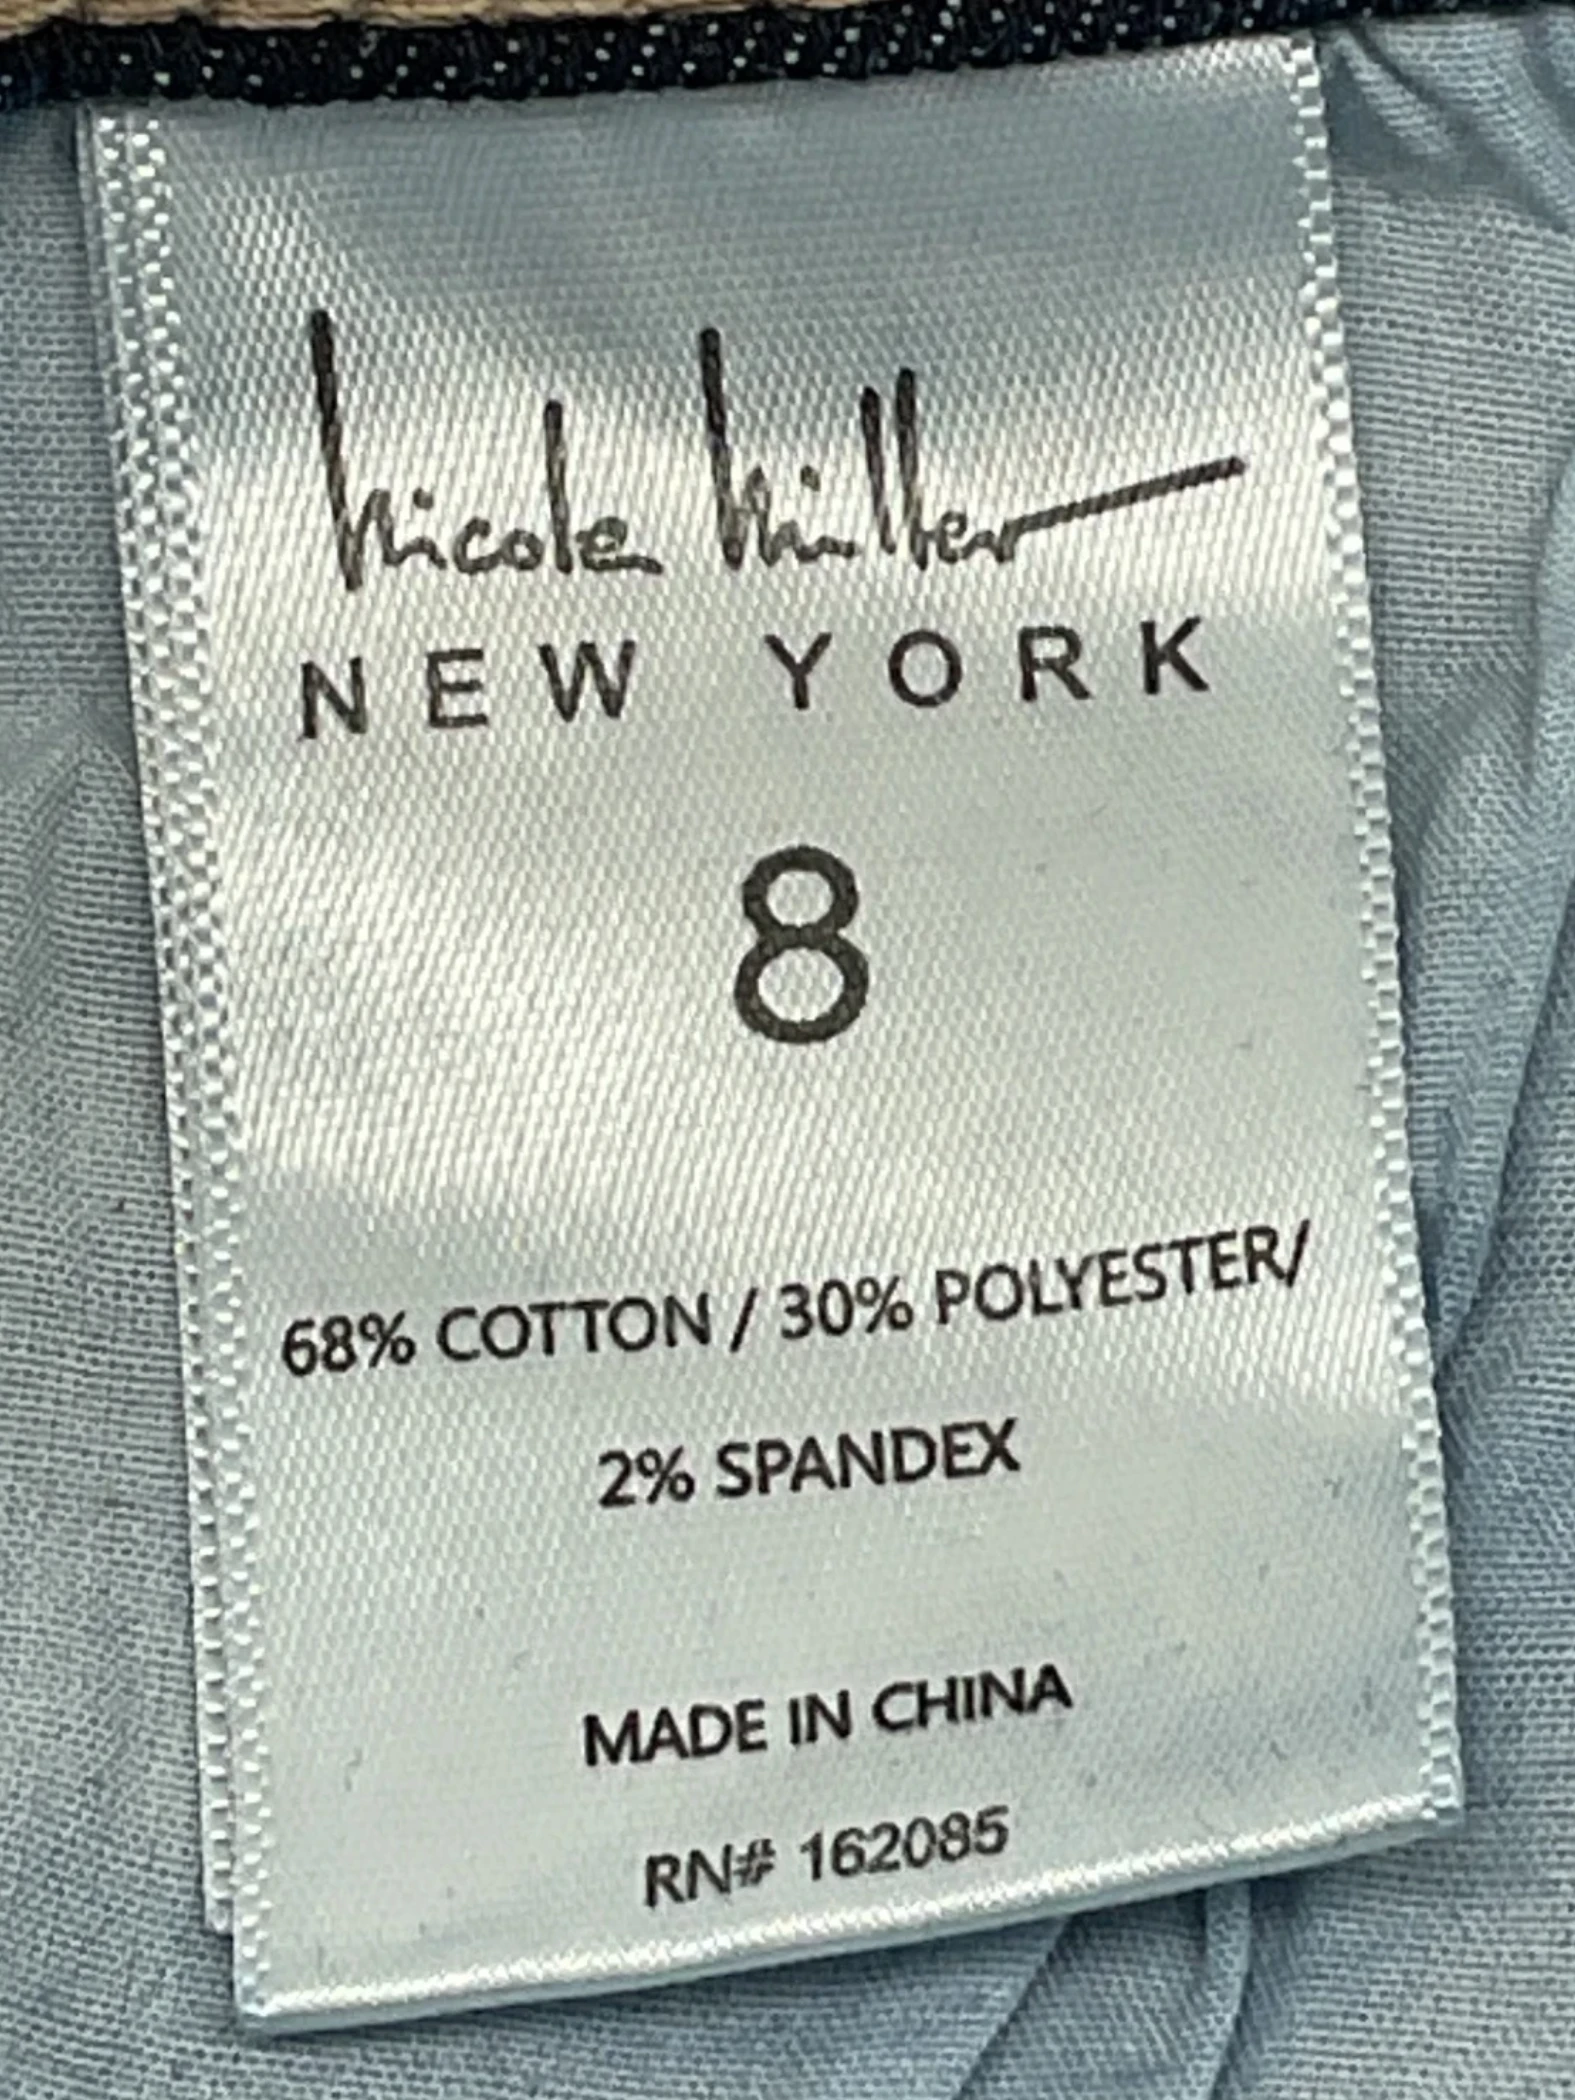 Nicole Miller
NEW YORK
8
68% COTTON / 30% POLYESTER/
2% SPANDEX
MADE IN CHINA
RN# 162085